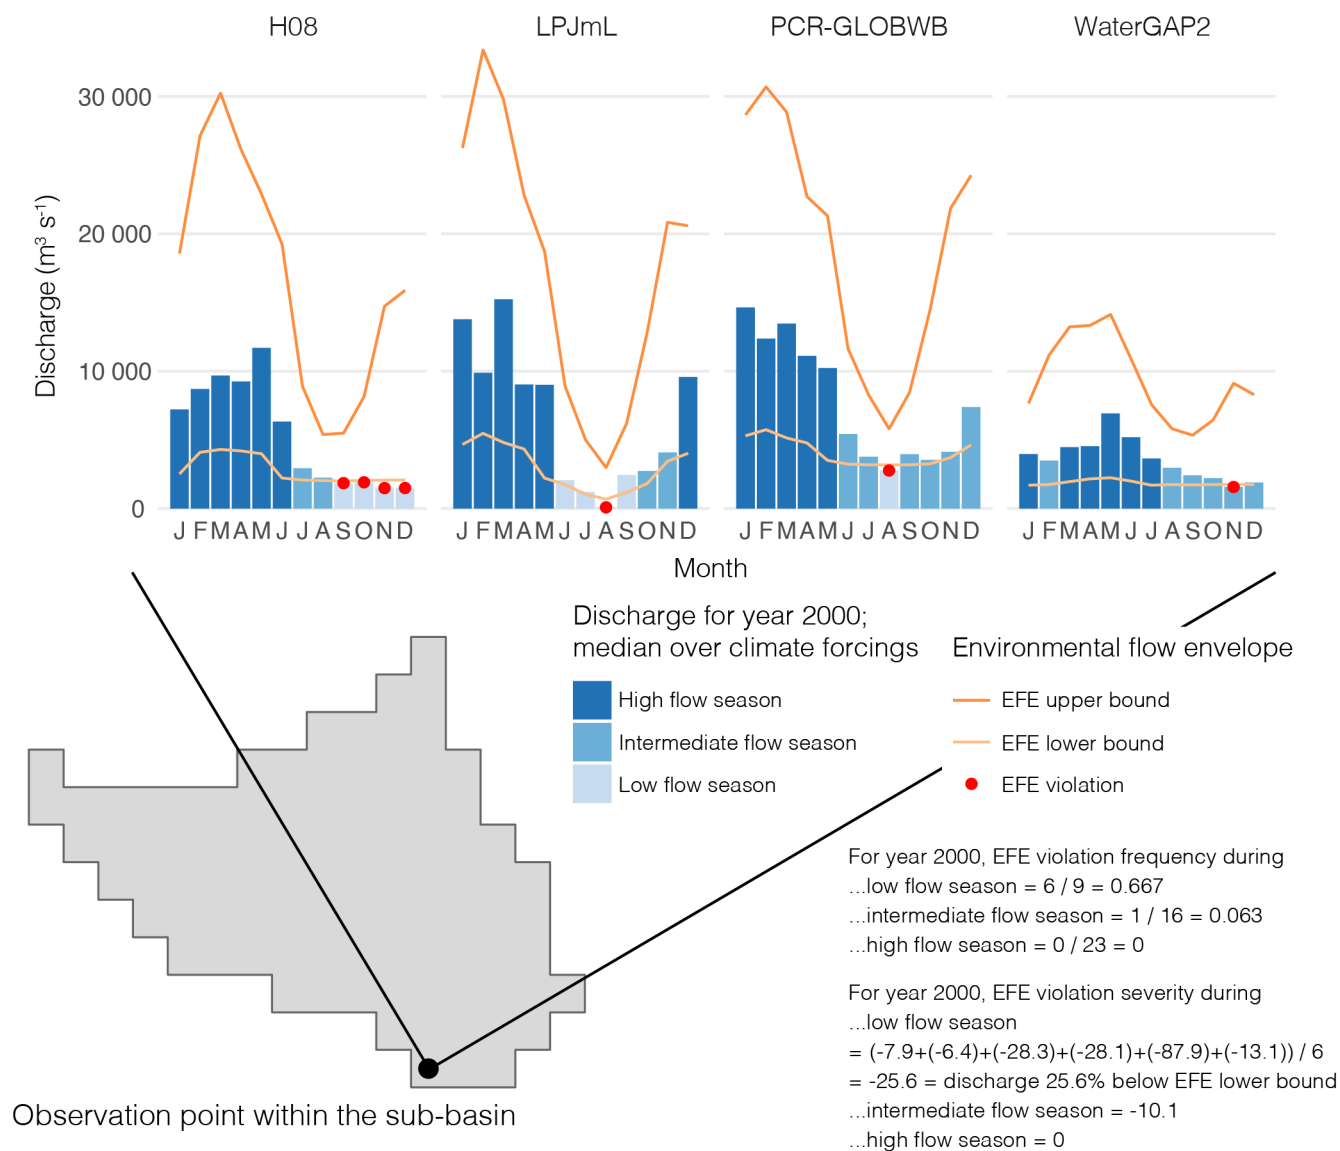 H08 LPJmL PCR-GLOBWB WaterGAP2
Discharge (m³ s⁻¹)
30 000
20 000
10 000
0
J F M A M J J A S O N D J F M A M J J A S O N D J F M A M J J A S O N D J F M A M J J A S O N D
Month
Discharge for year 2000;
median over climate forcings
High flow season
Intermediate flow season
Low flow season
Environmental flow envelope
EFE upper bound
EFE lower bound
EFE violation
For year 2000, EFE violation frequency during
...low flow season = 6 / 9 = 0.667
...intermediate flow season = 1 / 16 = 0.063
...high flow season = 0 / 23 = 0
For year 2000, EFE violation severity during
...low flow season
= (-7.9+(-6.4)+(-28.3)+(-28.1)+(-87.9)+(-13.1)) / 6
= -25.6 = discharge 25.6% below EFE lower bound
...intermediate flow season = -10.1
...high flow season = 0
Observation point within the sub-basin